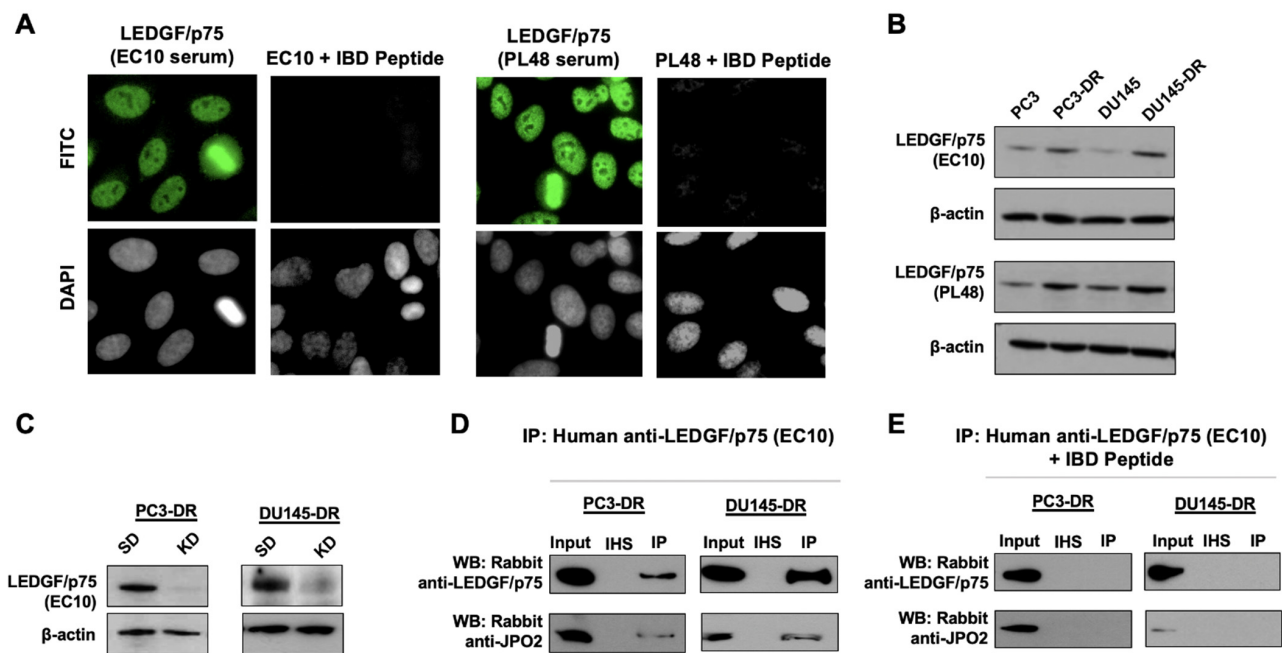 A
LEDGF/p75
(EC10 serum)
EC10 + IBD Peptide
LEDGF/p75
(PL48 serum)
PL48 + IBD Peptide
FITC
DAPI
B
PC3
PC3-DR
DU145
DU145-DR
LEDGF/p75
(EC10)
β-actin
LEDGF/p75
(PL48)
β-actin
C
PC3-DR
DU145-DR
SD
KD
SD
KD
LEDGF/p75
(EC10)
β-actin
D
IP: Human anti-LEDGF/p75 (EC10)
PC3-DR
DU145-DR
Input IHS IP
Input IHS IP
WB: Rabbit
anti-LEDGF/p75
WB: Rabbit
anti-JPO2
E
IP: Human anti-LEDGF/p75 (EC10)
+ IBD Peptide
PC3-DR
DU145-DR
Input IHS IP
Input IHS IP
WB: Rabbit
anti-LEDGF/p75
WB: Rabbit
anti-JPO2